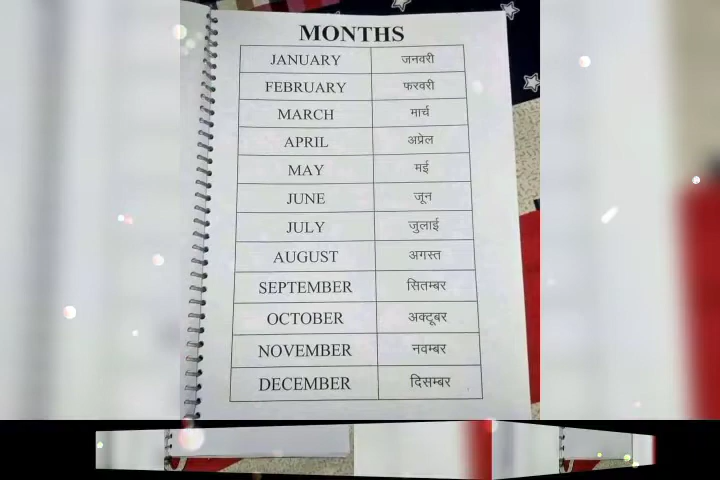 MONTHS
JANUARY जनवरी
FEBRUARY फरवरी
MARCH मार्च
APRIL अप्रेल
MAY मई
JUNE जून
JULY जुलाई
AUGUST अगस्त
SEPTEMBER सितम्बर
OCTOBER अक्टूबर
NOVEMBER नवम्बर
DECEMBER दिसम्बर